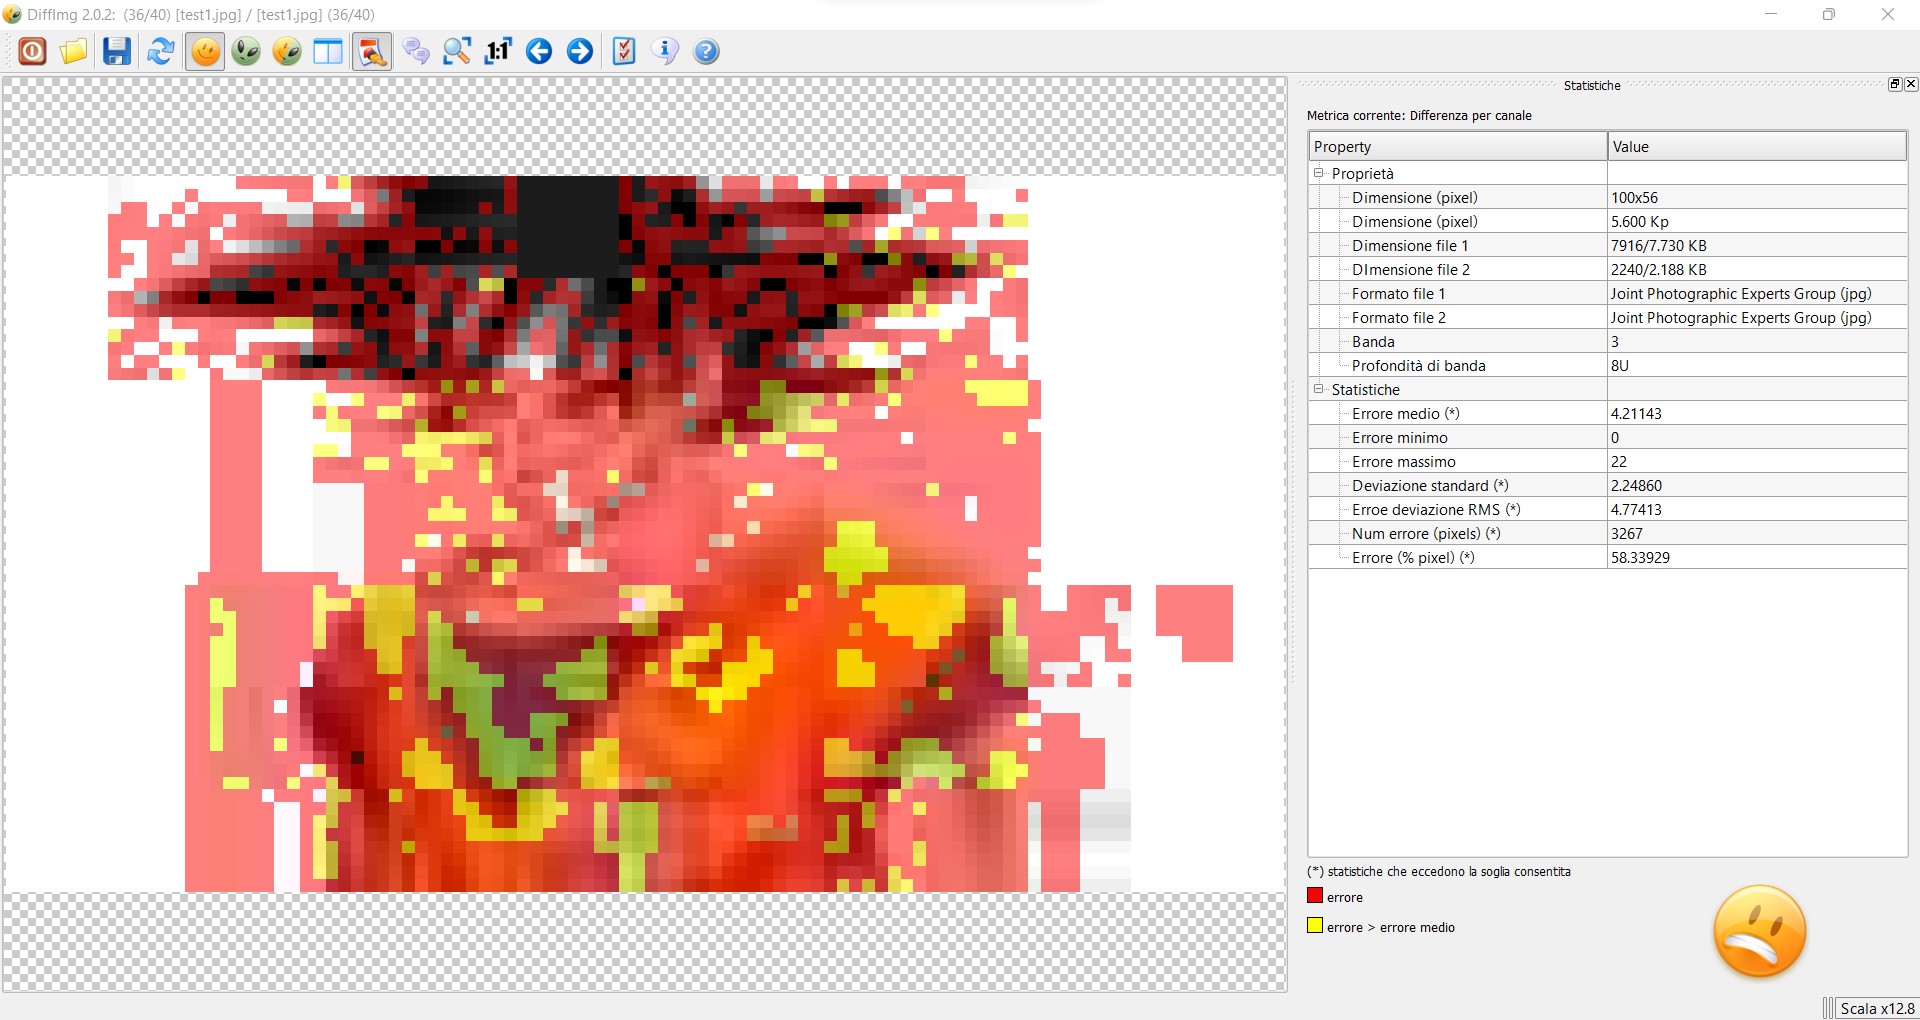 DiffImg 2.0.2: (36/40) [test1.jpg] / [test1.jpg] (36/40)
1:1
Statistiche
Metrica corrente: Differenza per canale
Property Value
Proprietà
Dimensione (pixel) 100x56
Dimensione (pixel) 5.600 Kp
Dimensione file 1 7916/7.730 KB
DImensione file 2 2240/2.188 KB
Formato file 1 Joint Photographic Experts Group (jpg)
Formato file 2 Joint Photographic Experts Group (jpg)
Banda 3
Profondità di banda 8U
Statistiche
Errore medio (*) 4.21143
Errore minimo 0
Errore massimo 22
Deviazione standard (*) 2.24860
Erroe deviazione RMS (*) 4.77413
Num errore (pixels) (*) 3267
Errore (% pixel) (*) 58.33929
(*) statistiche che eccedono la soglia consentita
errore
errore > errore medio
Scala x12.8